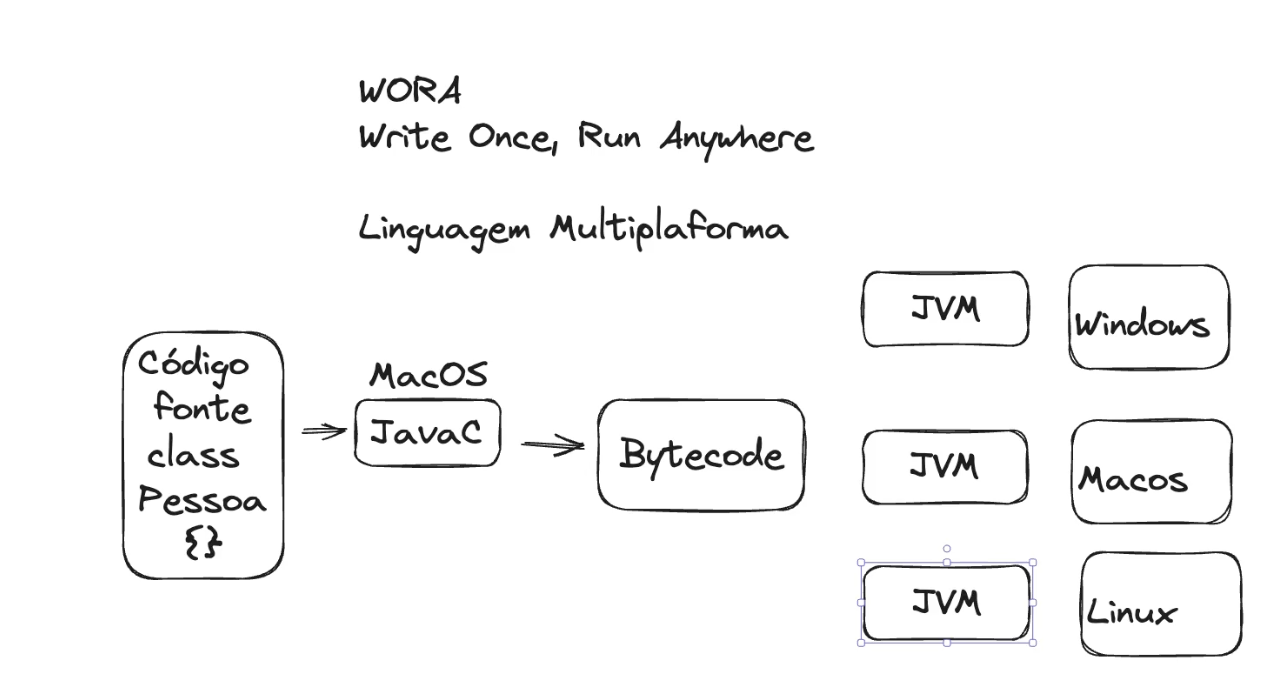 WORA
Write Once, Run Anywhere
Linguagem Multiplaforma
Código
fonte
class
Pessoa
{}
MacOS
JavaC
Bytecode
JVM
Windows
JVM
Macos
JVM
Linux